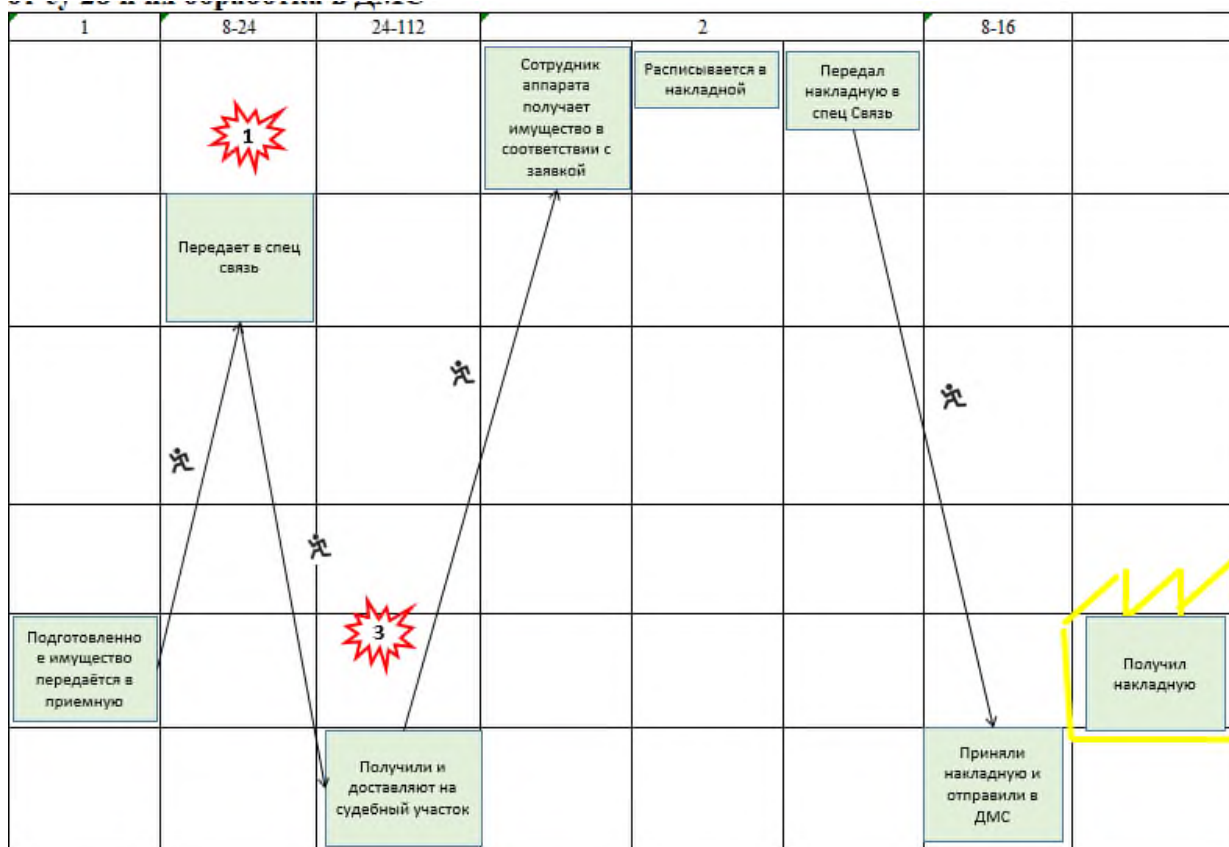 1 8-24 24-112 2 8-16
Сотрудник
аппарата
получает
имущество в
соответствии с
заявкой
Расписывается в
накладной
Передал
накладную в
спец Связь
1
Передает в спец
связь
3
Подготовленно
е имущество
передаётся в
приемную
Получил
накладную
Получили и
доставляют на
судебный участок
Приняли
накладную и
отправили в
ДМС